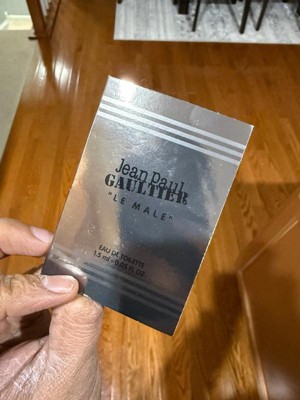 Jean Paul
GAULTIER
"LE MALE"
EAU DE TOILETTE
1.5 ml - 0.05 FL OZ